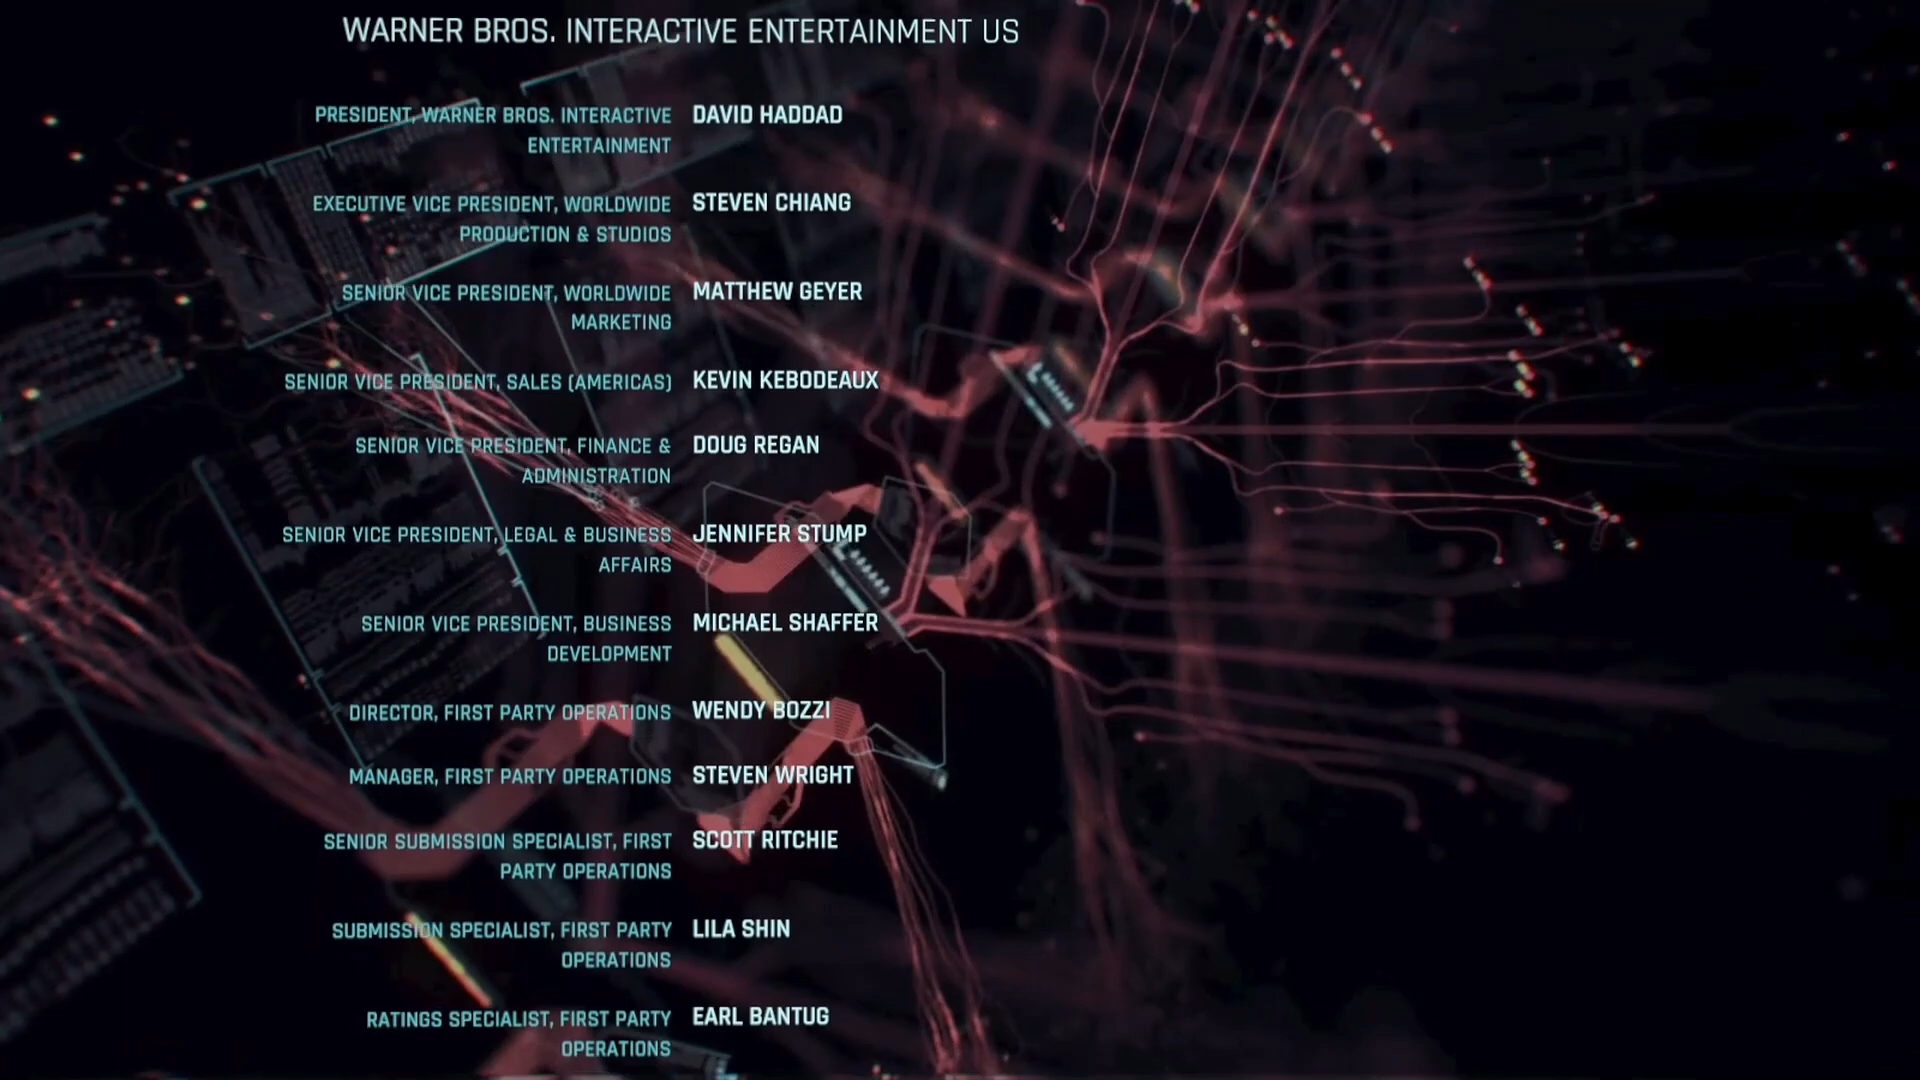 WARNER BROS. INTERACTIVE ENTERTAINMENT US
PRESIDENT, WARNER BROS. INTERACTIVE DAVID HADDAD
ENTERTAINMENT
EXECUTIVE VICE PRESIDENT, WORLDWIDE STEVEN CHIANG
PRODUCTION & STUDIOS
SENIOR VICE PRESIDENT, WORLDWIDE MATTHEW GEYER
MARKETING
SENIOR VICE PRESIDENT, SALES (AMERICAS) KEVIN KEBODEAUX
SENIOR VICE PRESIDENT, FINANCE & DOUG REGAN
ADMINISTRATION
SENIOR VICE PRESIDENT, LEGAL & BUSINESS JENNIFER STUMP
AFFAIRS
SENIOR VICE PRESIDENT, BUSINESS MICHAEL SHAFFER
DEVELOPMENT
DIRECTOR, FIRST PARTY OPERATIONS WENDY BOZZI
MANAGER, FIRST PARTY OPERATIONS STEVEN WRIGHT
SENIOR SUBMISSION SPECIALIST, FIRST SCOTT RITCHIE
PARTY OPERATIONS
SUBMISSION SPECIALIST, FIRST PARTY LILA SHIN
OPERATIONS
RATINGS SPECIALIST, FIRST PARTY EARL BANTUG
OPERATIONS